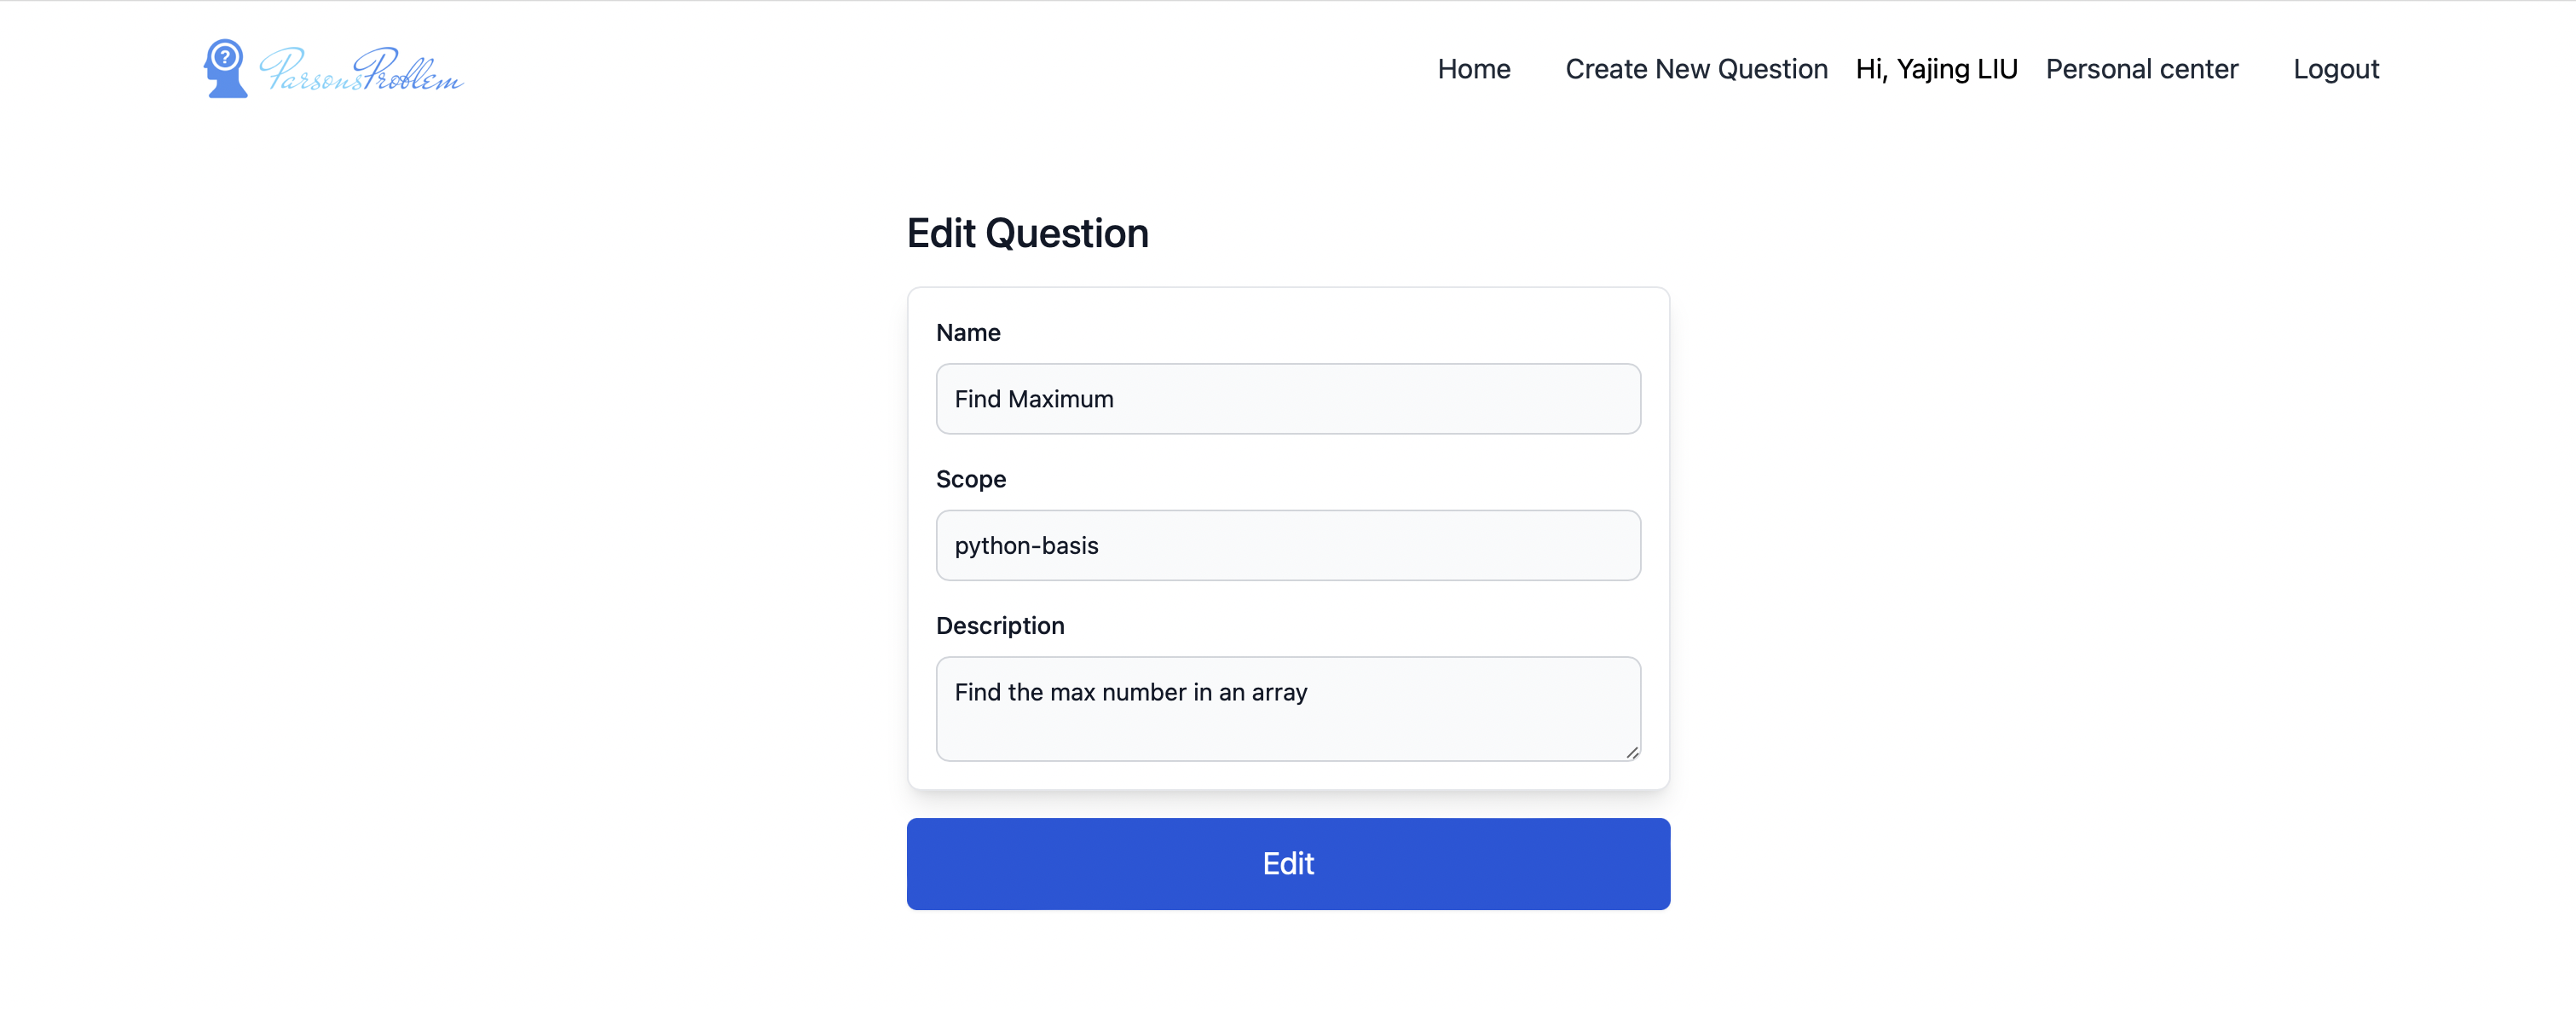 ? ParsonsProblem
Home Create New Question Hi, Yajing LIU Personal center Logout
Edit Question
Name
Find Maximum
Scope
python-basis
Description
Find the max number in an array
Edit